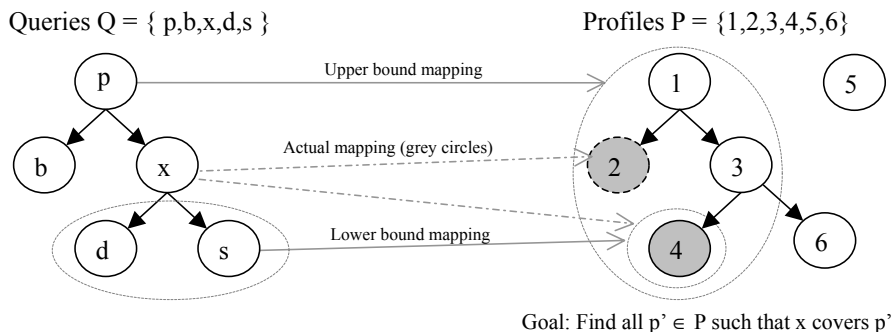 Queries Q = { p,b,x,d,s }
Profiles P = {1,2,3,4,5,6}
p
Upper bound mapping
1
5
b
x
Actual mapping (grey circles)
2
3
d
s
Lower bound mapping
4
6
Goal: Find all p’ ∈ P such that x covers p’